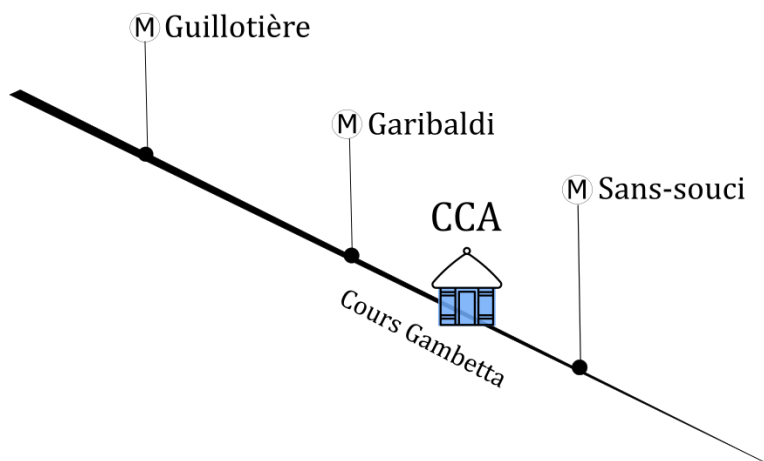 M Guillotière
M Garibaldi
M Sans-souci
CCA
Cours Gambetta